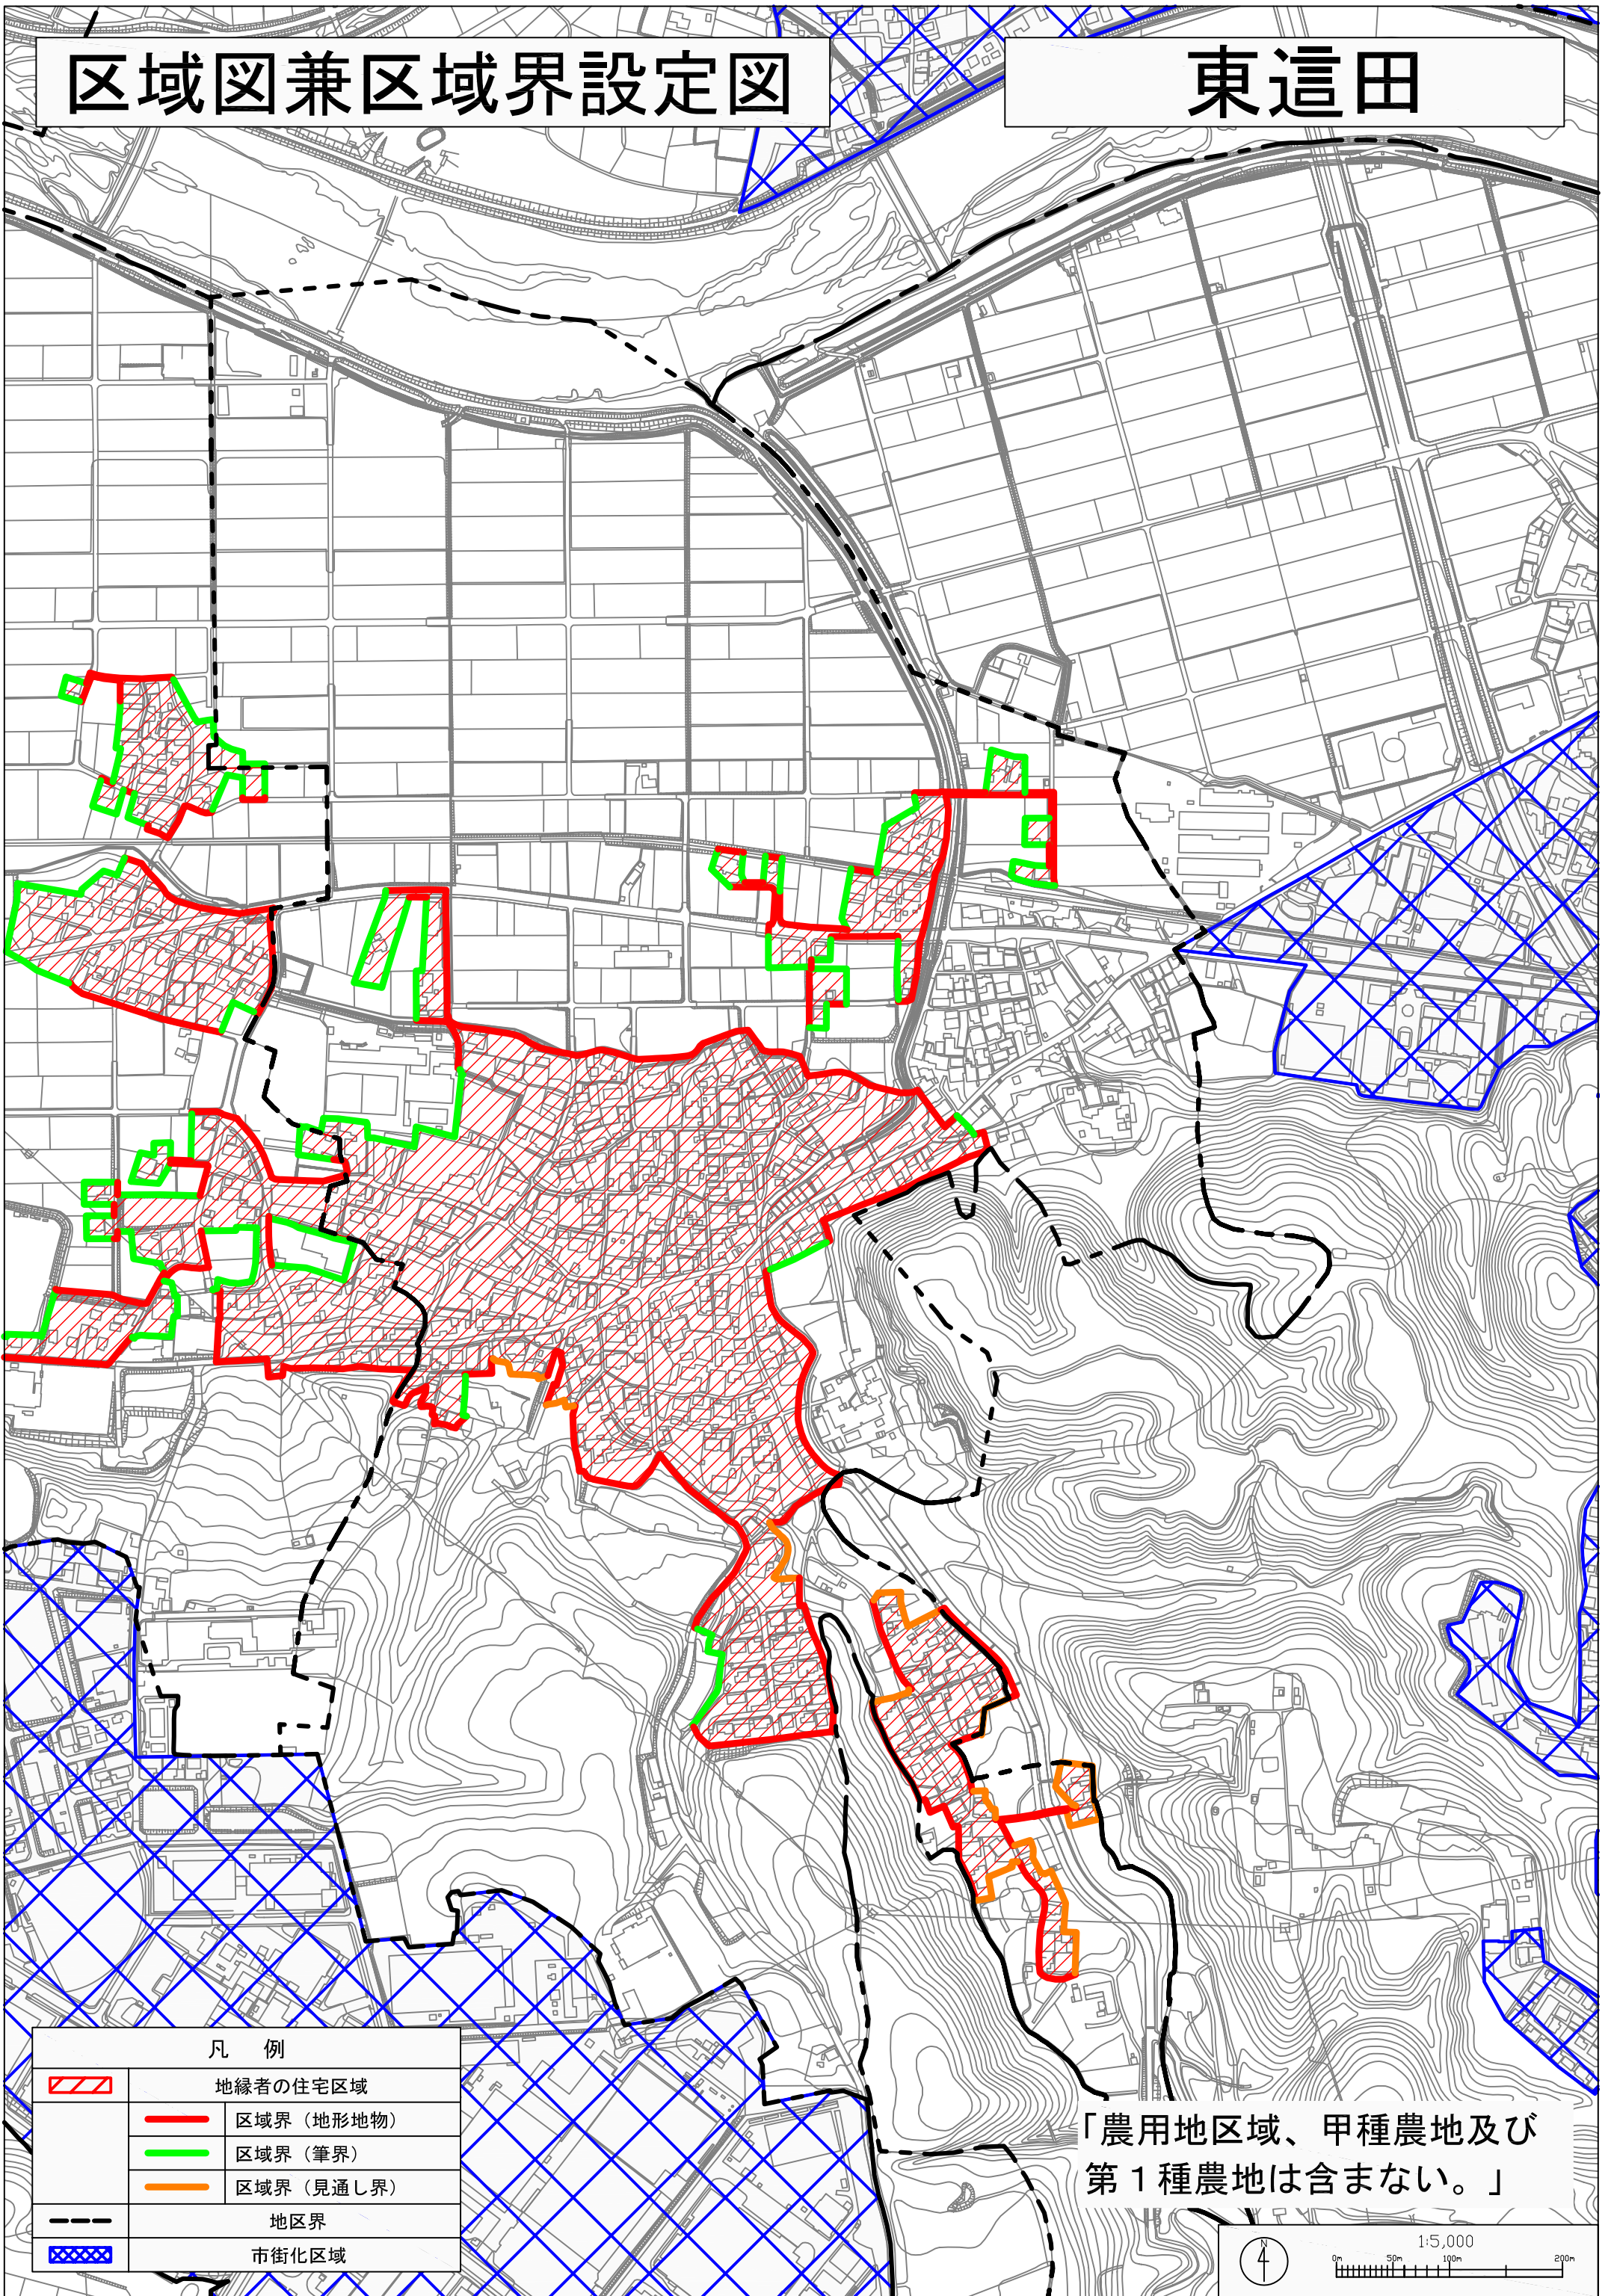 区域図兼区域界設定図
東這田
凡 例
地縁者の住宅区域
区域界（地形地物）
区域界（筆界）
区域界（見通し界）
地区界
市街化区域
「農用地区域、甲種農地及び
第１種農地は含まない。」
N
1:5,000
0m 50m 100m 200m